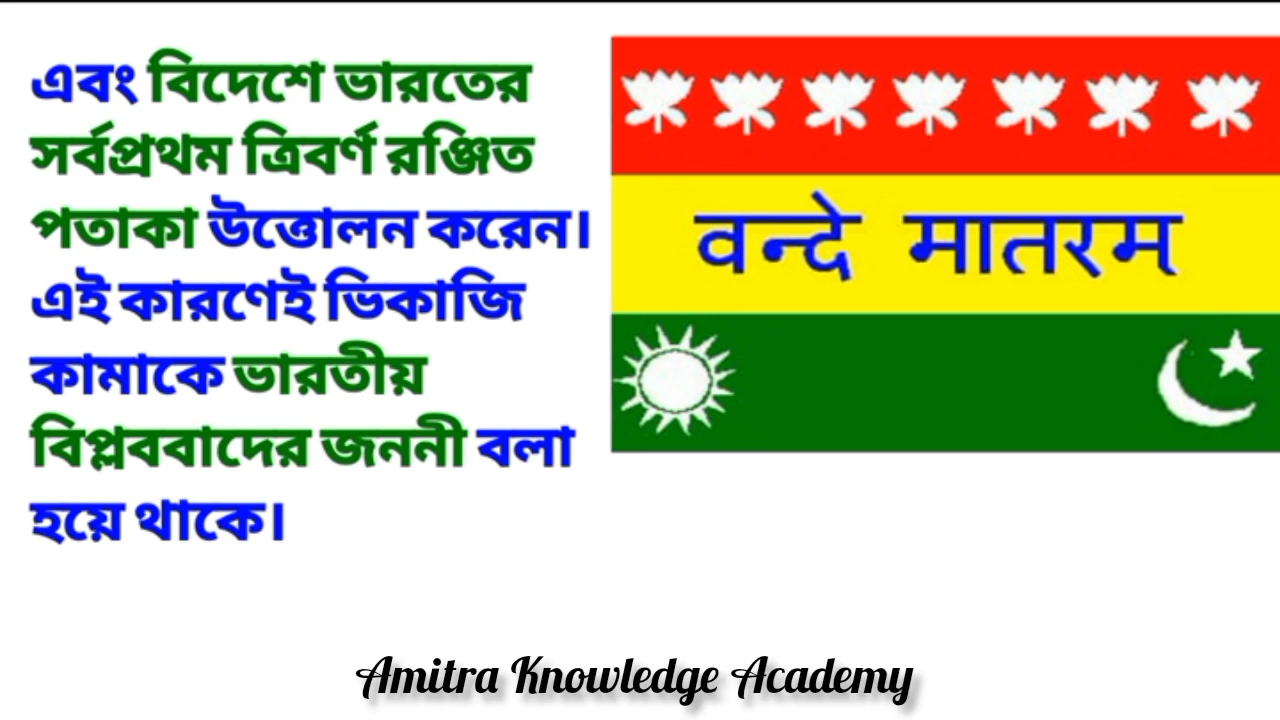 এবং বিদেশে ভারতের
সর্বপ্রথম ত্রিবর্ণ রঞ্জিত
পতাকা উত্তোলন করেন।
এই কারণেই ভিকাজি
কামাকে ভারতীয়
বিপ্লববাদের জননী বলা
হয়ে থাকে।
वन्दे मातरम
Amitra Knowledge Academy